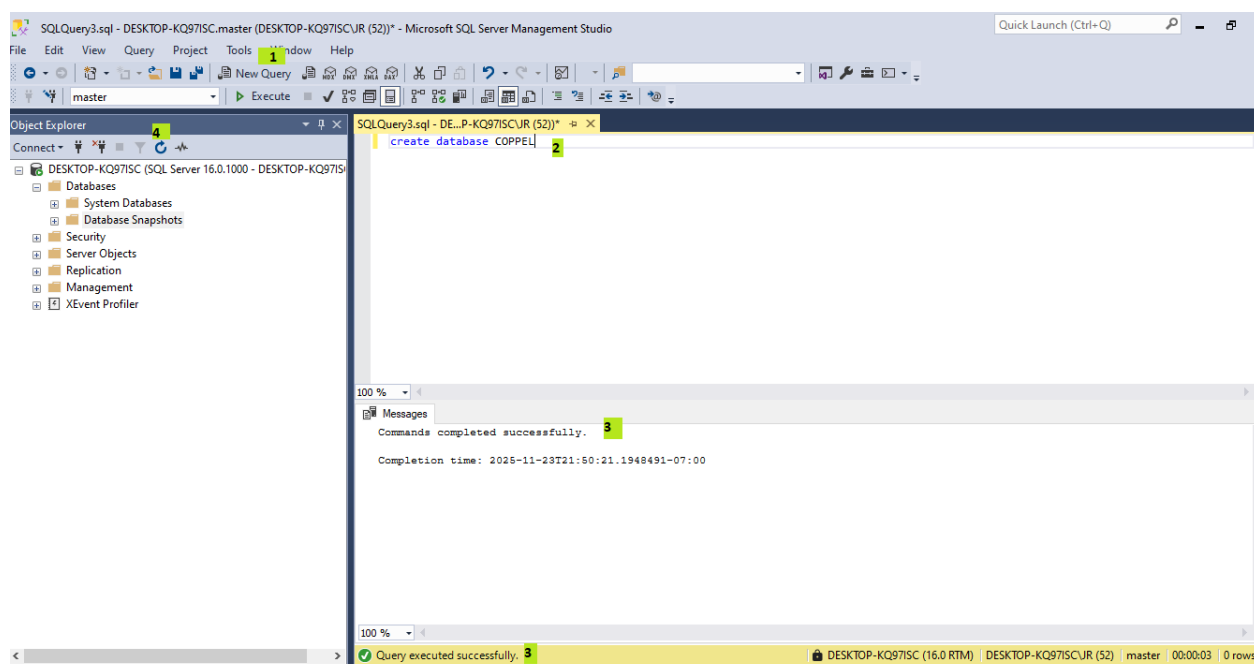 SQLQuery3.sql - DESKTOP-KQ97ISC.master (DESKTOP-KQ97ISC\JR (52))* - Microsoft SQL Server Management Studio
Quick Launch (Ctrl+Q)
File Edit View Query Project Tools Window Help
1
New Query MDX DMX XMLA DAX
master Execute
Object Explorer
4
SQLQuery3.sql - DE...P-KQ97ISC\JR (52))*
Connect
create database COPPEL
2
DESKTOP-KQ97ISC (SQL Server 16.0.1000 - DESKTOP-KQ97IS
Databases
System Databases
Database Snapshots
Security
Server Objects
Replication
Management
XEvent Profiler
100 %
Messages
Commands completed successfully.
3
Completion time: 2025-11-23T21:50:21.1948491-07:00
100 %
Query executed successfully.
3
DESKTOP-KQ97ISC (16.0 RTM) DESKTOP-KQ97ISC\JR (52) master 00:00:03 0 rows